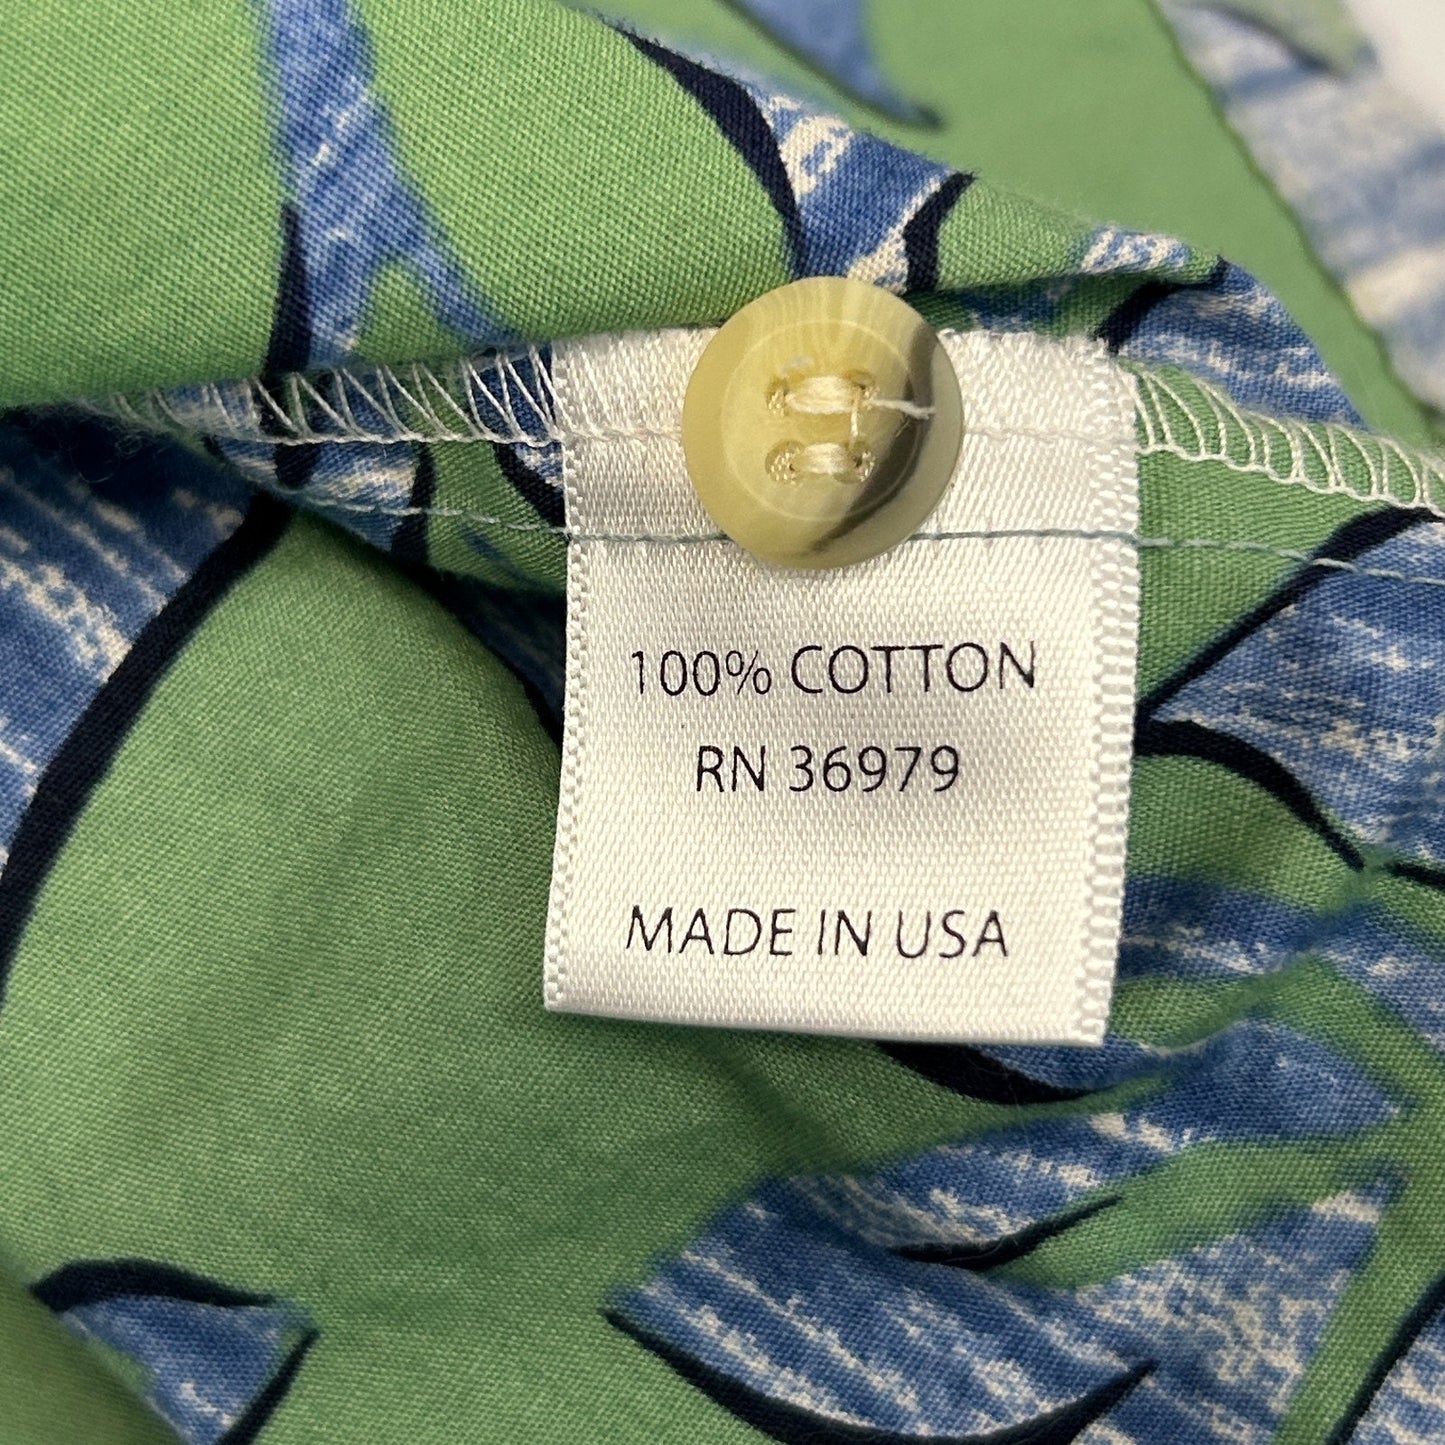 100% COTTON
RN 36979
MADE IN USA